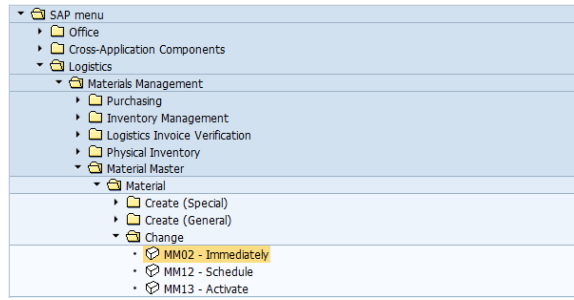 SAP menu
Office
Cross-Application Components
Logistics
Materials Management
Purchasing
Inventory Management
Logistics Invoice Verification
Physical Inventory
Material Master
Material
Create (Special)
Create (General)
Change
MM02 - Immediately
MM12 - Schedule
MM13 - Activate